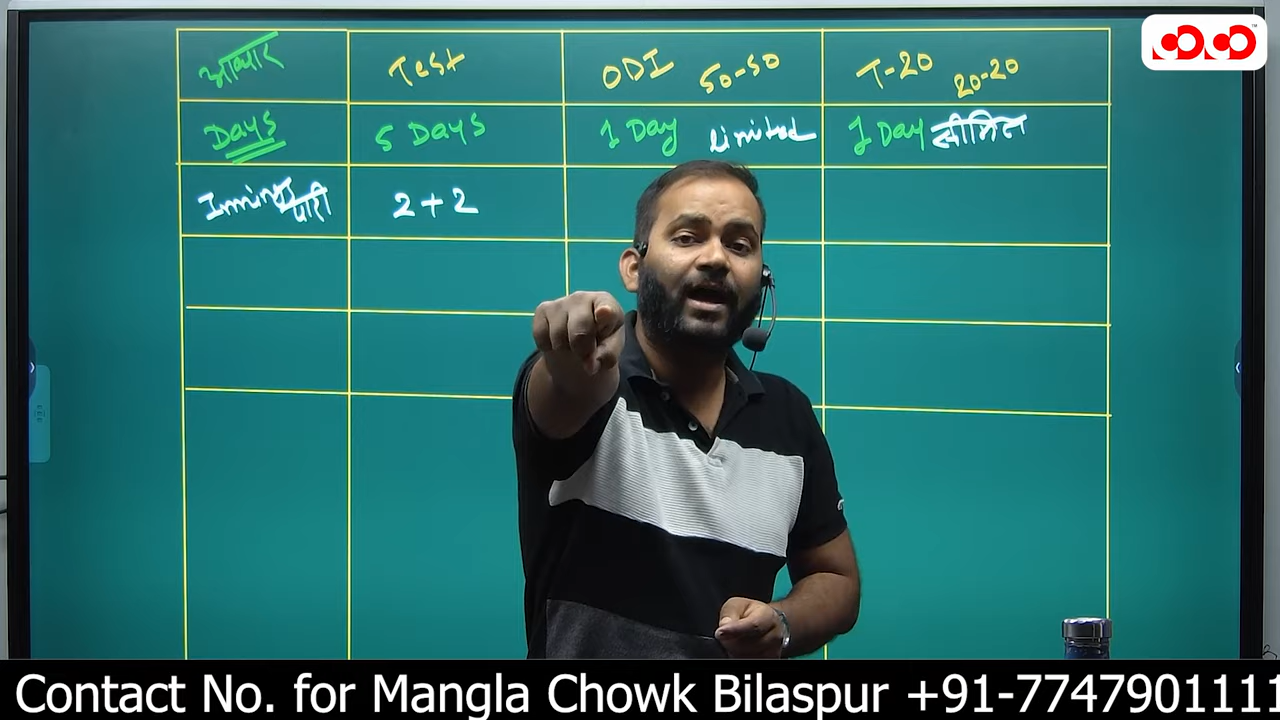 आधार Test ODI 50-50 T-20 20-20
Days 5 Days 1 Day limited 1 Day सीमित
Inning पारी 2+2
Contact No. for Mangla Chowk Bilaspur +91-7747901111